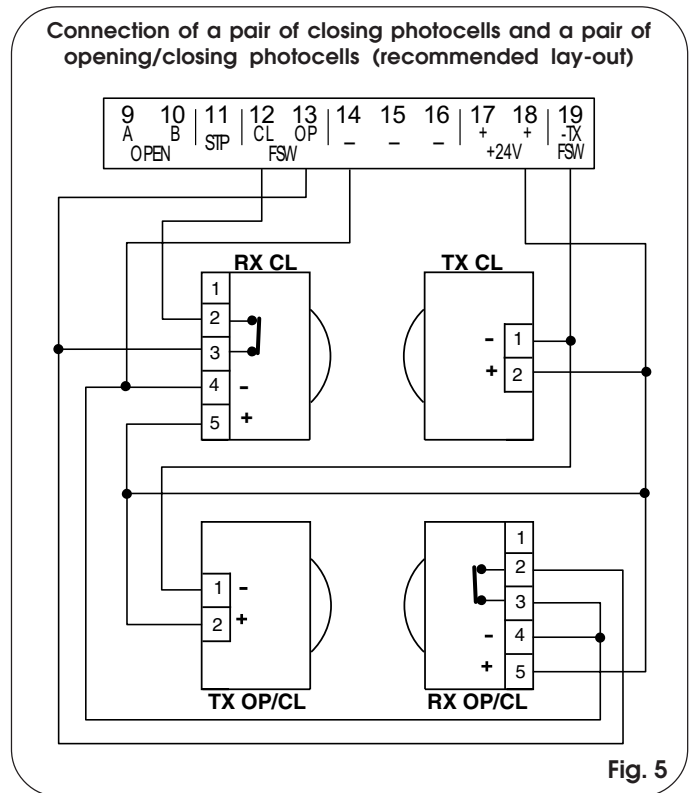 Connection of a pair of closing photocells and a pair of
opening/closing photocells (recommended lay-out)
9 10 11 12 13 14 15 16 17 18 19
A B STP CL OP – – – + + -TX
OPEN FSW +24V FSW
RX CL TX CL
1
2
3
4 -
5 +
- 1
+ 2
1 -
2 +
1
2
3
- 4
+ 5
TX OP/CL RX OP/CL
Fig. 5